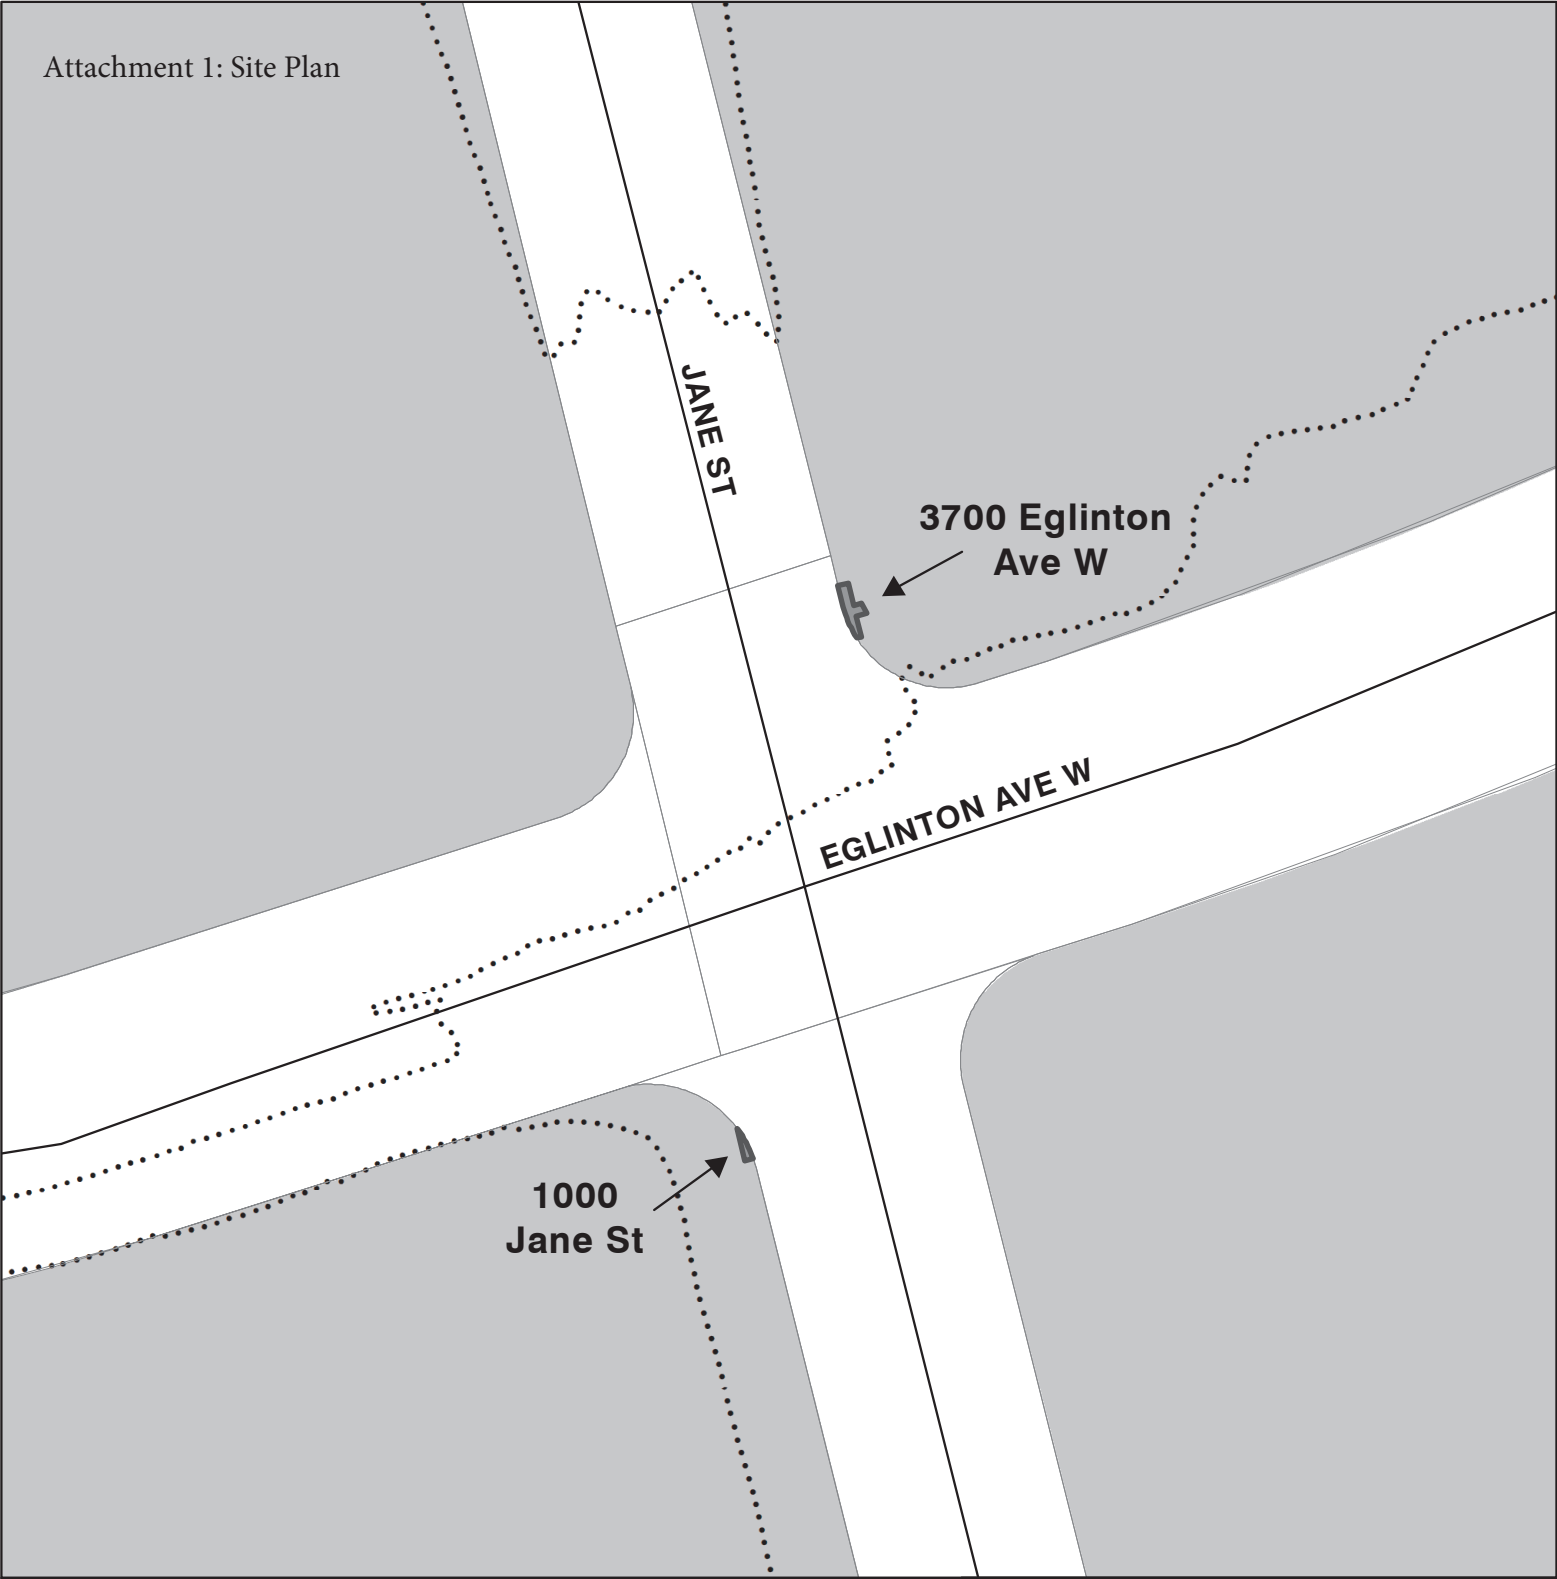 Attachment 1: Site Plan
JANE ST
3700 Eglinton
Ave W
EGLINTON AVE W
1000
Jane St